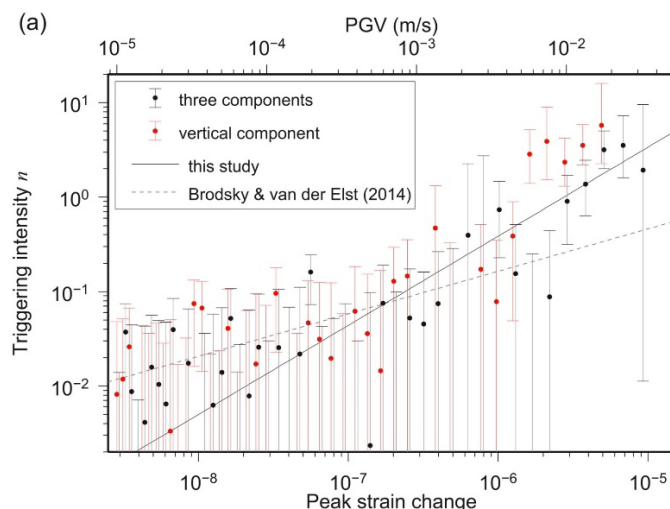 (a)
PGV (m/s)
10⁻⁵ 10⁻⁴ 10⁻³ 10⁻²
three components
vertical component
this study
Brodsky & van der Elst (2014)
Triggering intensity n
10¹
10⁰
10⁻¹
10⁻²
10⁻⁸ 10⁻⁷ 10⁻⁶ 10⁻⁵
Peak strain change